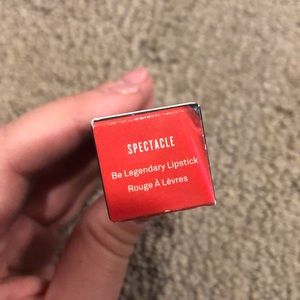 SPECTACLE
Be Legendary Lipstick
Rouge À Lèvres